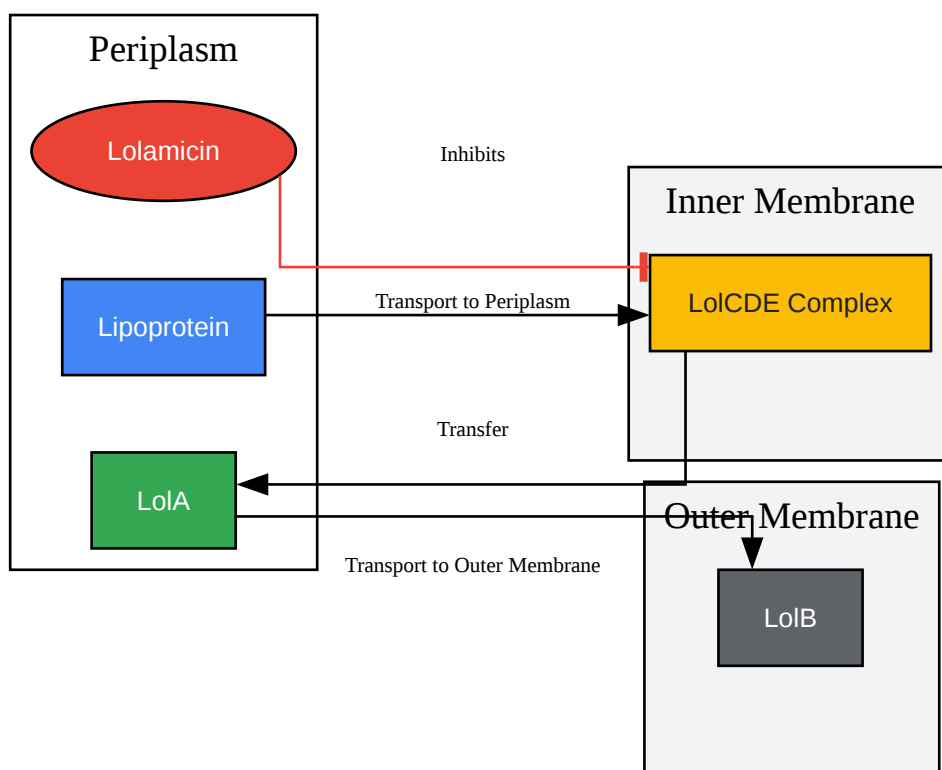 Periplasm
Lolamicin
Inhibits
Inner Membrane
Lipoprotein
Transport to Periplasm
LolCDE Complex
Transfer
LolA
Outer Membrane
Transport to Outer Membrane
LolB